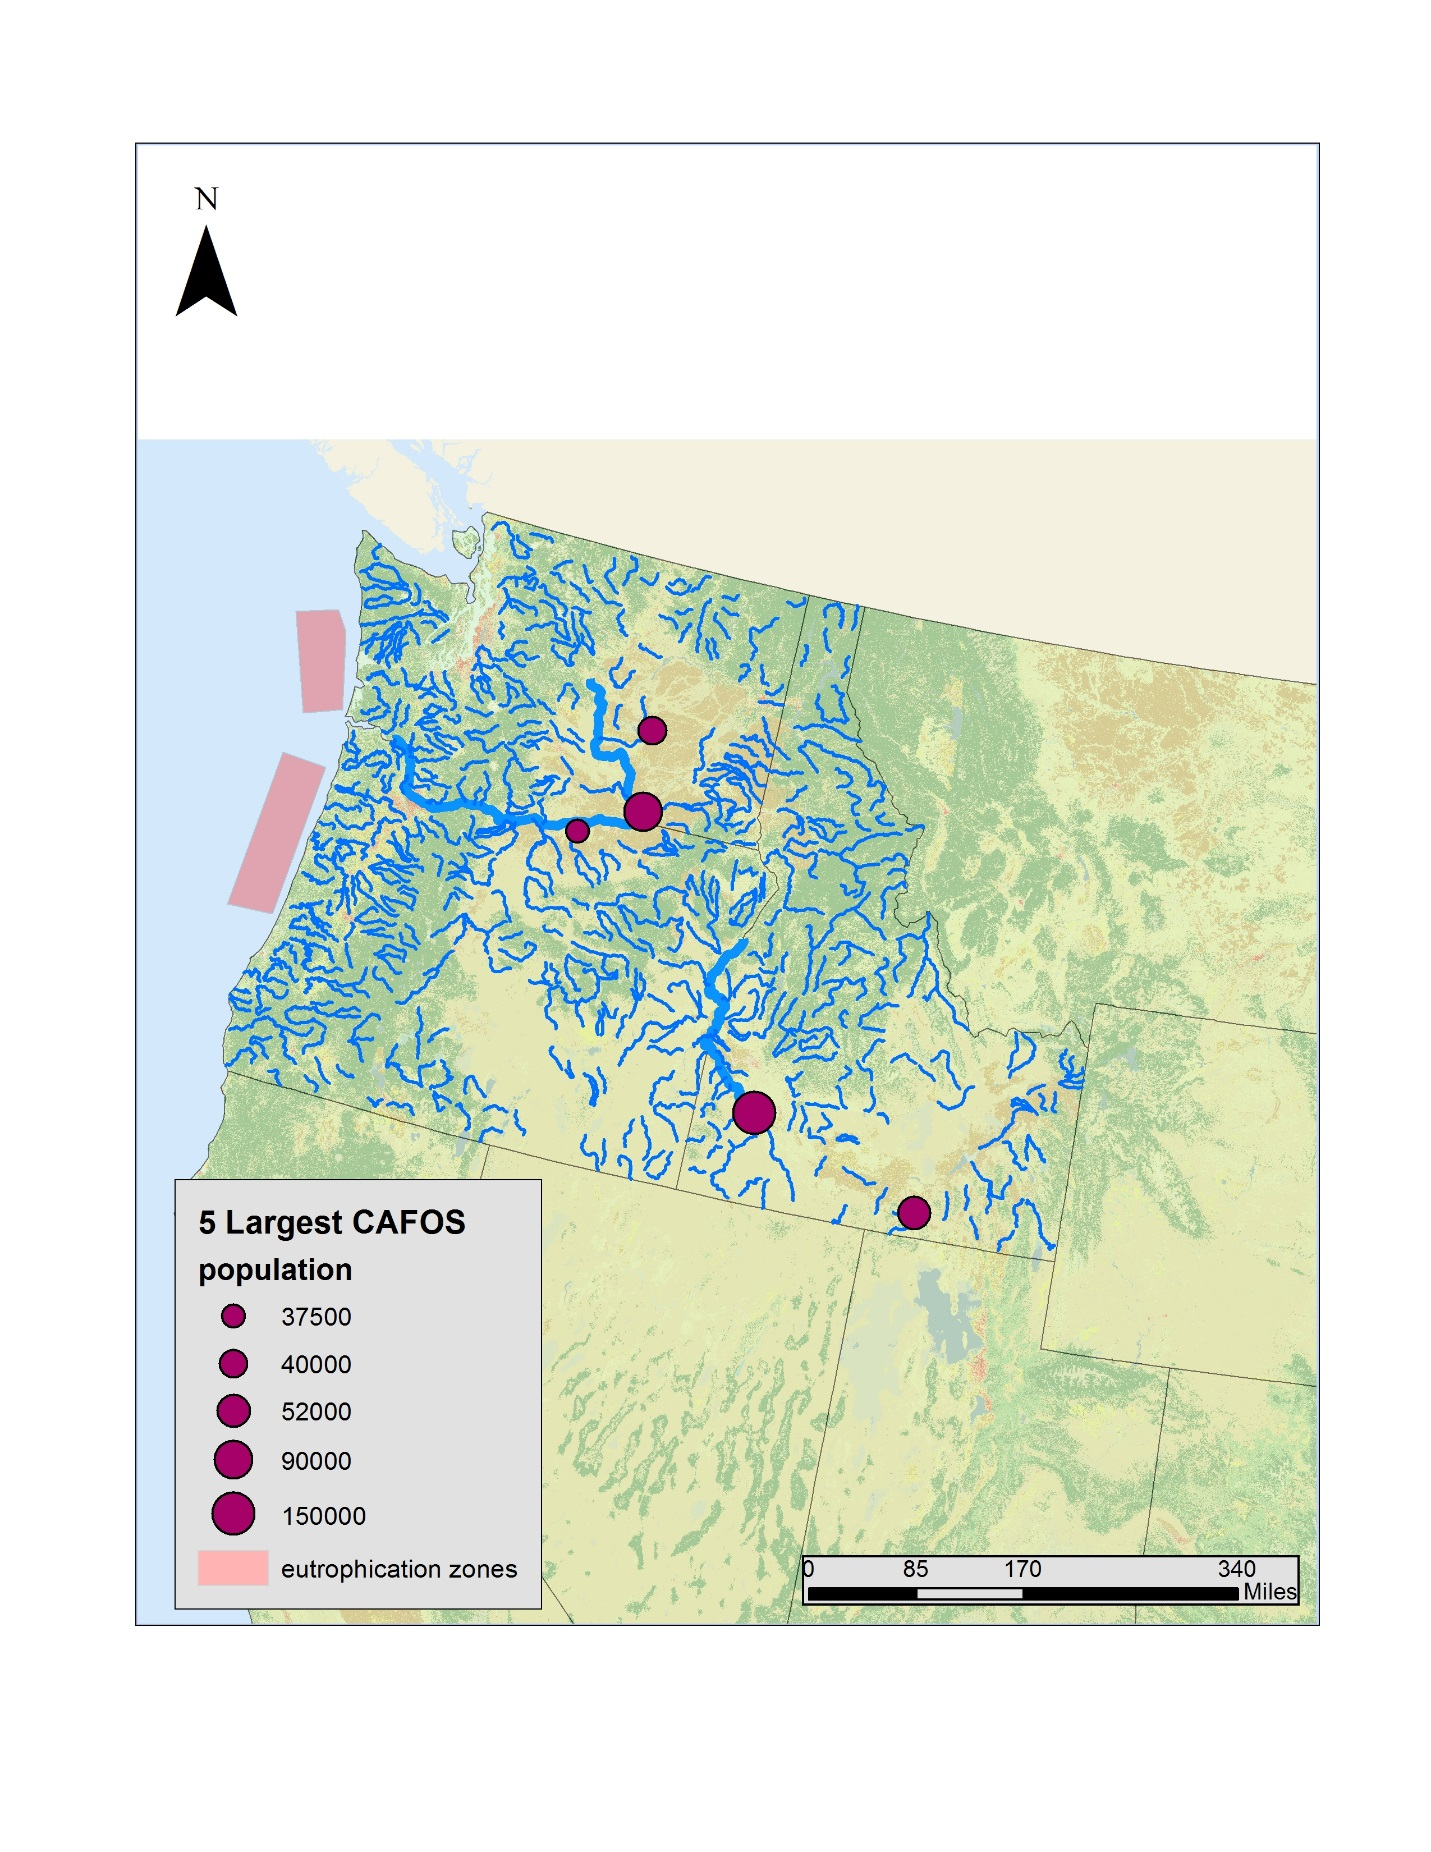 N
5 Largest CAFOS
population
37500
40000
52000
90000
150000
eutrophication zones
0 85 170 340
Miles